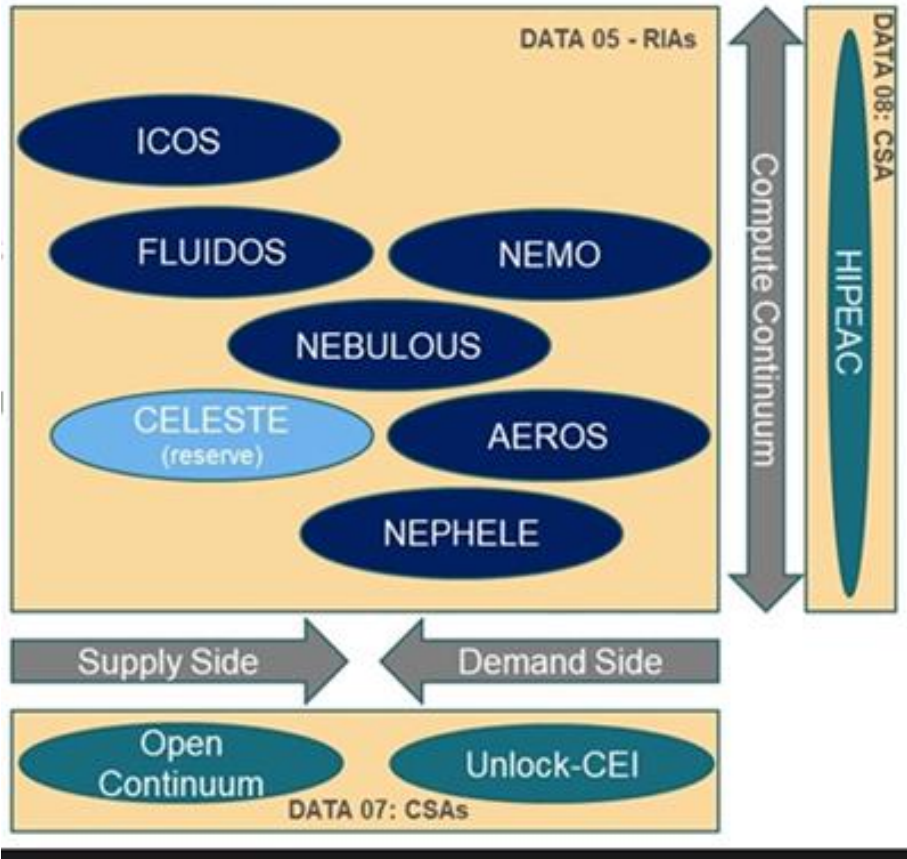 DATA 05 - RIAs
ICOS
FLUIDOS
NEMO
NEBULOUS
CELESTE
(reserve)
AEROS
NEPHELE
Compute Continuum
DATA 08: CSA
HIPEAC
Supply Side
Demand Side
Open
Continuum
Unlock-CEI
DATA 07: CSAs